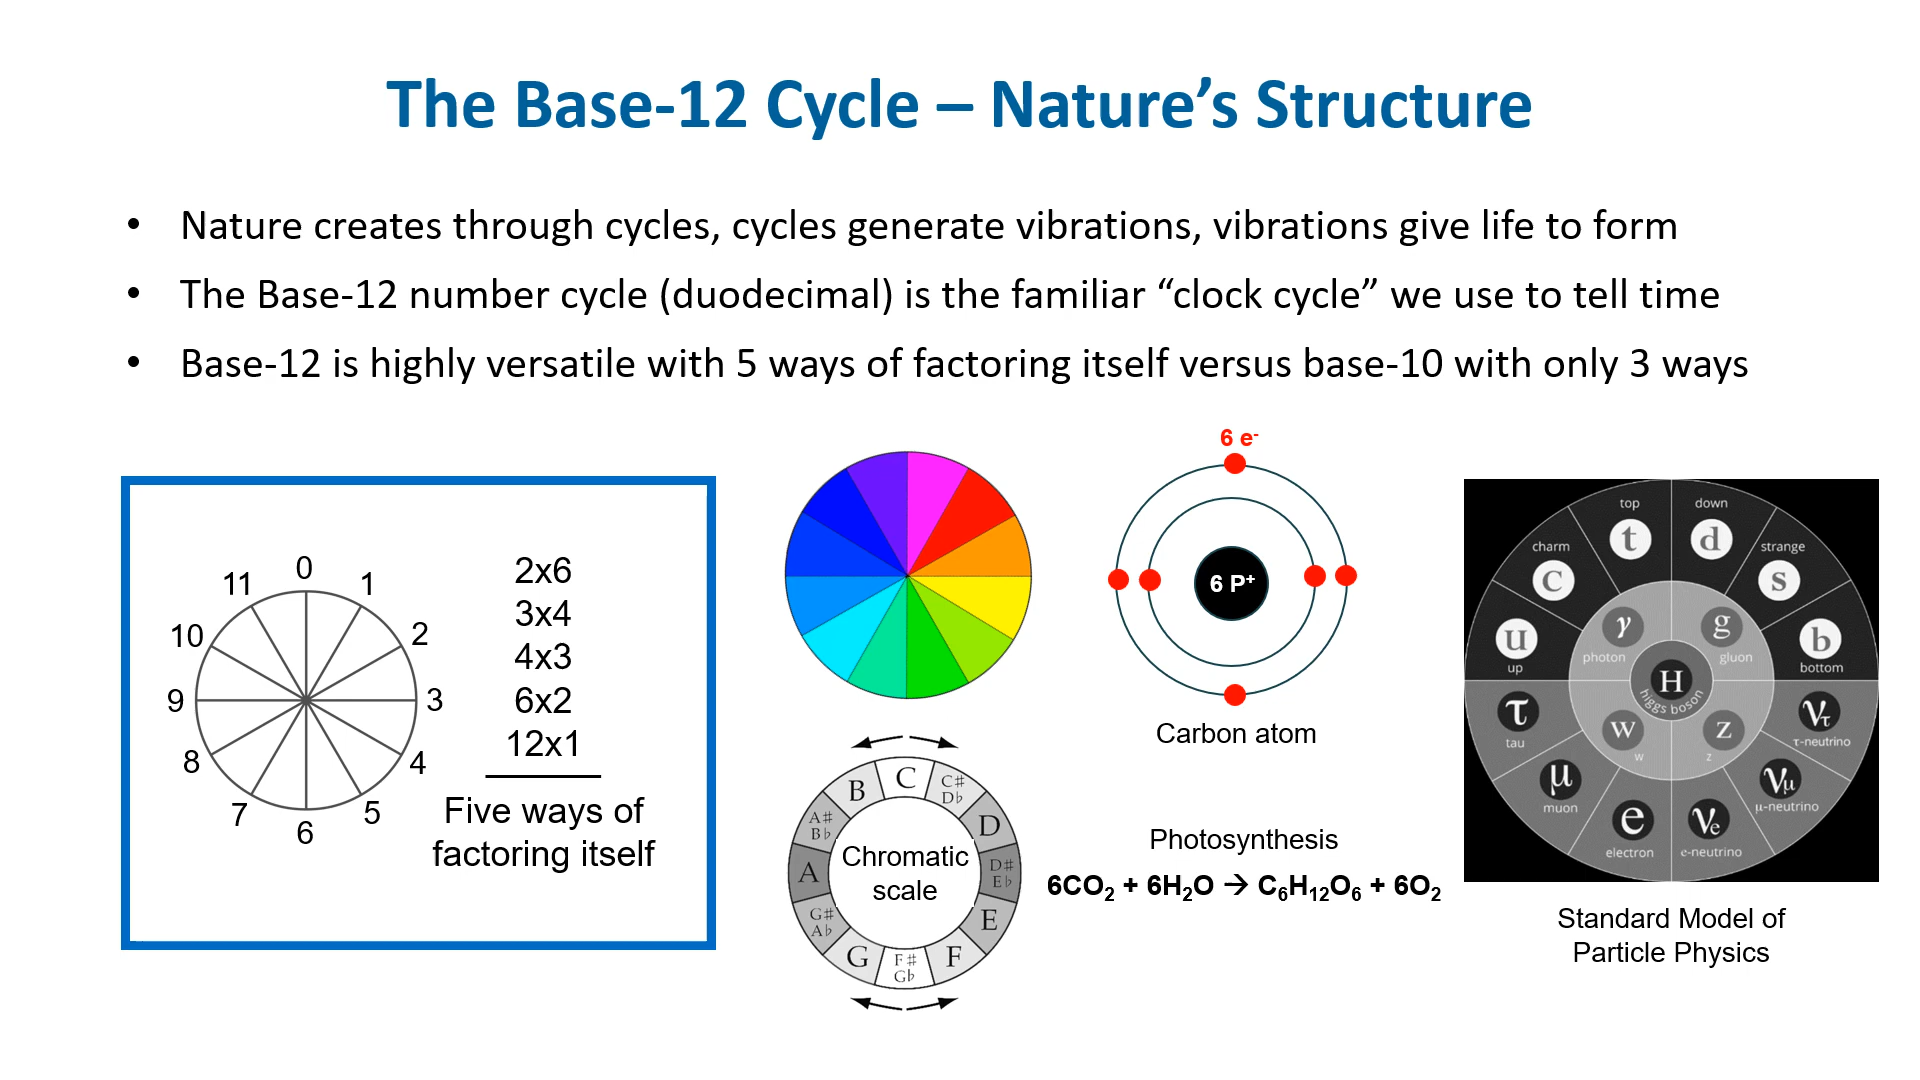 The Base-12 Cycle – Nature’s Structure
• Nature creates through cycles, cycles generate vibrations, vibrations give life to form
• The Base-12 number cycle (duodecimal) is the familiar “clock cycle” we use to tell time
• Base-12 is highly versatile with 5 ways of factoring itself versus base-10 with only 3 ways
0
1
2
3
4
5
6
7
8
9
10
11
2x6
3x4
4x3
6x2
12x1
Five ways of
factoring itself
C
C♯
D♭
D
D♯
E♭
E
F
F♯
G♭
G
G♯
A♭
A
A♯
B♭
B
Chromatic
scale
6 e⁻
6 P⁺
Carbon atom
Photosynthesis
6CO₂ + 6H₂O → C₆H₁₂O₆ + 6O₂
top
t
down
d
strange
s
b
bottom
ντ
τ-neutrino
νμ
μ-neutrino
νe
e-neutrino
e
electron
μ
muon
τ
tau
u
up
charm
c
γ
photon
g
gluon
W
w
Z
z
H
higgs boson
Standard Model of
Particle Physics